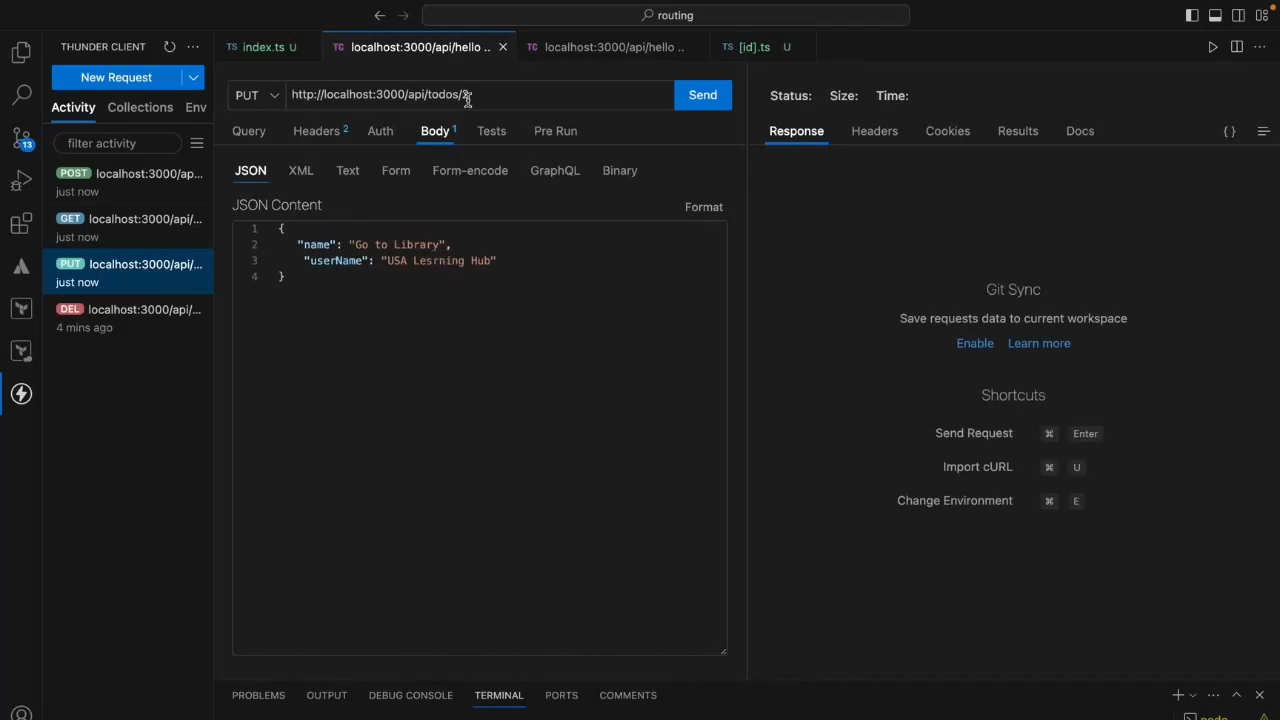 routing
THUNDER CLIENT
New Request
Activity Collections Env
filter activity
POST localhost:3000/ap...
just now
GET localhost:3000/api/...
just now
PUT localhost:3000/api/...
just now
DEL localhost:3000/api/...
4 mins ago
13
TS index.ts U
TC localhost:3000/api/hello ..
TC localhost:3000/api/hello ..
TS [id].ts U
PUT http://localhost:3000/api/todos/2 Send
Query Headers 2 Auth Body 1 Tests Pre Run
JSON XML Text Form Form-encode GraphQL Binary
JSON Content
Format
1 {
2 "name": "Go to Library",
3 "userName": "USA Lesrning Hub"
4 }
Status: Size: Time:
Response Headers Cookies Results Docs { }
Git Sync
Save requests data to current workspace
Enable Learn more
Shortcuts
Send Request ⌘ Enter
Import cURL ⌘ U
Change Environment ⌘ E
PROBLEMS OUTPUT DEBUG CONSOLE TERMINAL PORTS COMMENTS
node